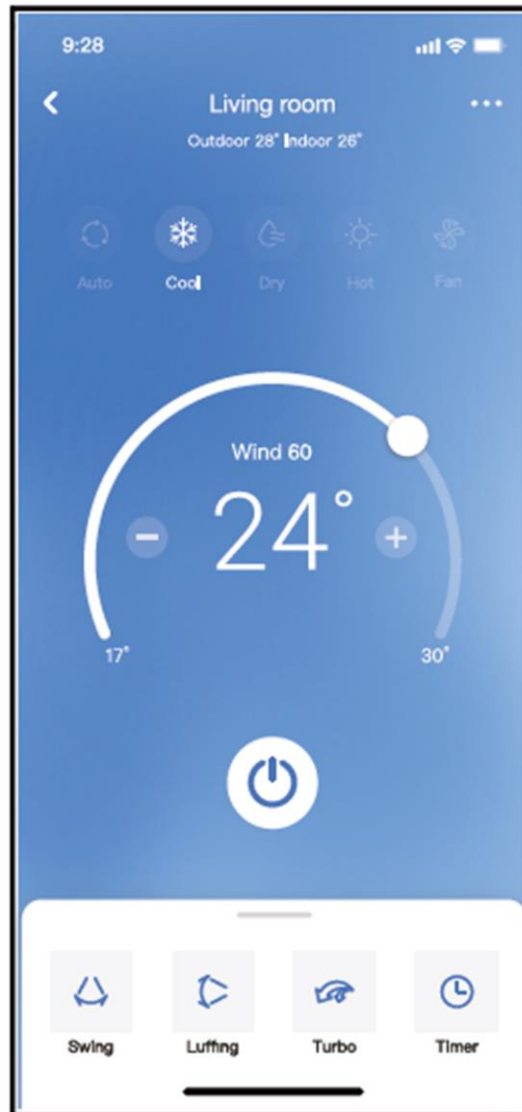 9:28
Living room
Outdoor 28° Indoor 26°
Auto Cool Dry Hot Fan
Wind 60
24°
17° 30°
Swing Luffing Turbo Timer